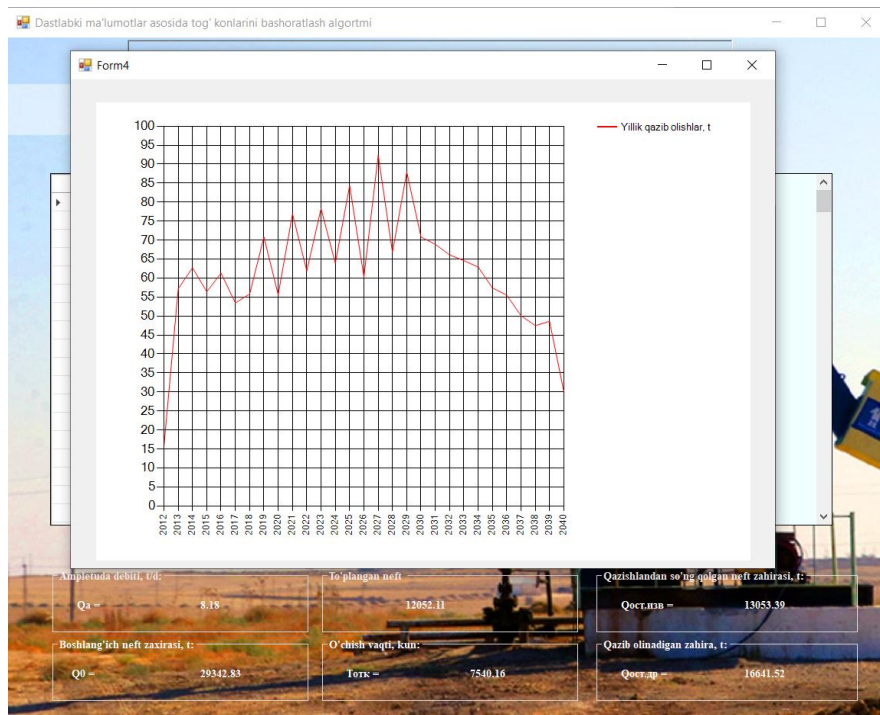 Dastlabki ma'lumotlar asosida tog' konlarini bashoratlash algortmi
Form4
Yillik qazib olishlar, t
100
95
90
85
80
75
70
65
60
55
50
45
40
35
30
25
20
15
10
5
0
2012 2013 2014 2015 2016 2017 2018 2019 2020 2021 2022 2023 2024 2025 2026 2027 2028 2029 2030 2031 2032 2033 2034 2035 2036 2037 2038 2039 2040
Ampletuda debiti, t/d:
Qa = 8.18
To'plangan neft
12052.11
Qazishlandan so'ng qolgan neft zahirasi, t:
Qост.изв = 13053.39
Boshlang'ich neft zaxirasi, t:
Q0 = 29342.83
O'chish vaqti, kun:
Тотк = 7540.16
Qazib olinadigan zahira, t:
Qост.др = 16641.52